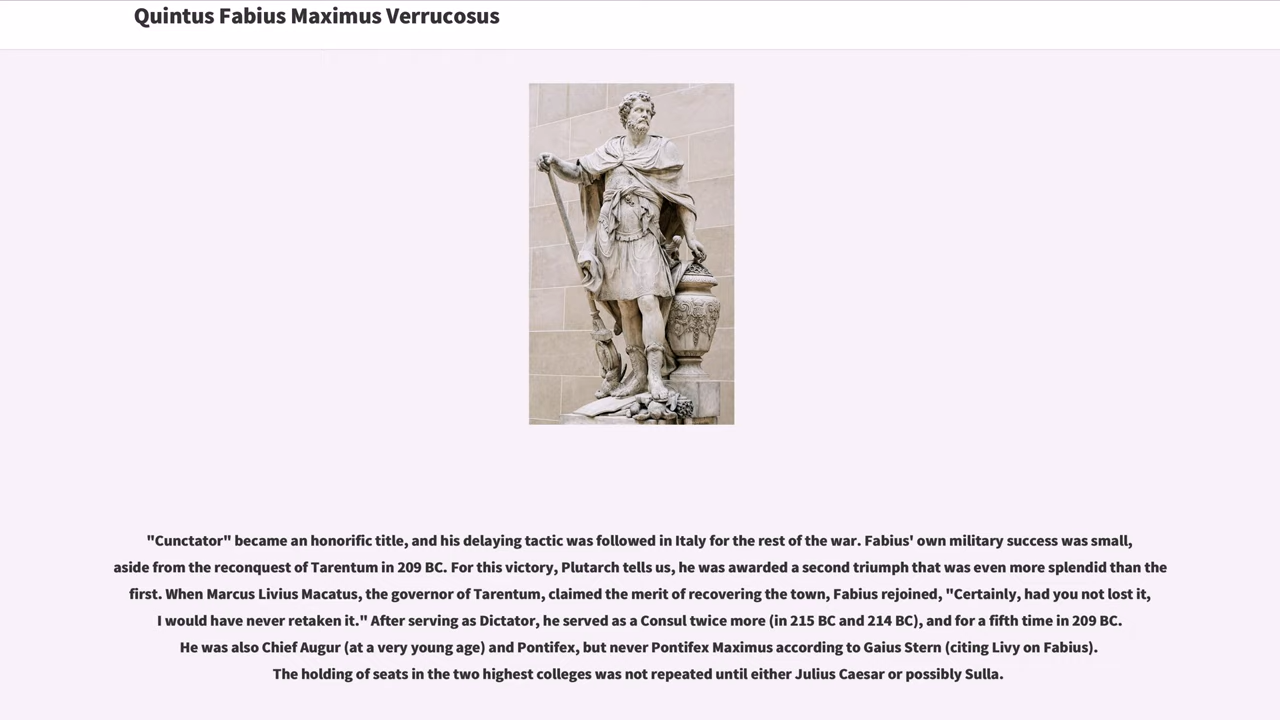 Quintus Fabius Maximus Verrucosus
"Cunctator" became an honorific title, and his delaying tactic was followed in Italy for the rest of the war. Fabius' own military success was small,
aside from the reconquest of Tarentum in 209 BC. For this victory, Plutarch tells us, he was awarded a second triumph that was even more splendid than the
first. When Marcus Livius Macatus, the governor of Tarentum, claimed the merit of recovering the town, Fabius rejoined, "Certainly, had you not lost it,
I would have never retaken it." After serving as Dictator, he served as a Consul twice more (in 215 BC and 214 BC), and for a fifth time in 209 BC.
He was also Chief Augur (at a very young age) and Pontifex, but never Pontifex Maximus according to Gaius Stern (citing Livy on Fabius).
The holding of seats in the two highest colleges was not repeated until either Julius Caesar or possibly Sulla.